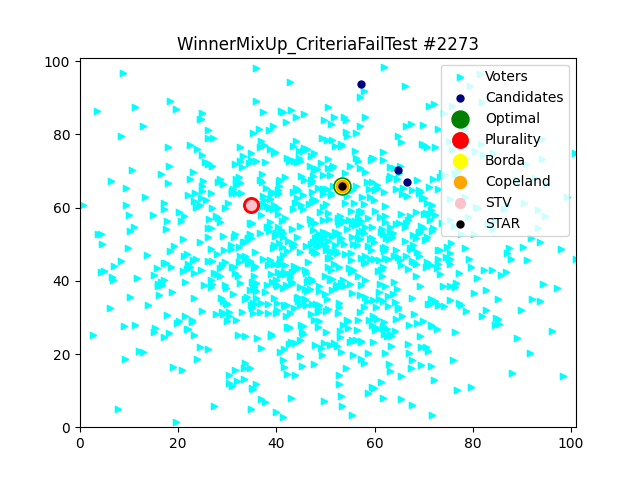 WinnerMixUp_CriteriaFailTest #2273
100
80
60
40
20
0
0 20 40 60 80 100
Voters
Candidates
Optimal
Plurality
Borda
Copeland
STV
STAR